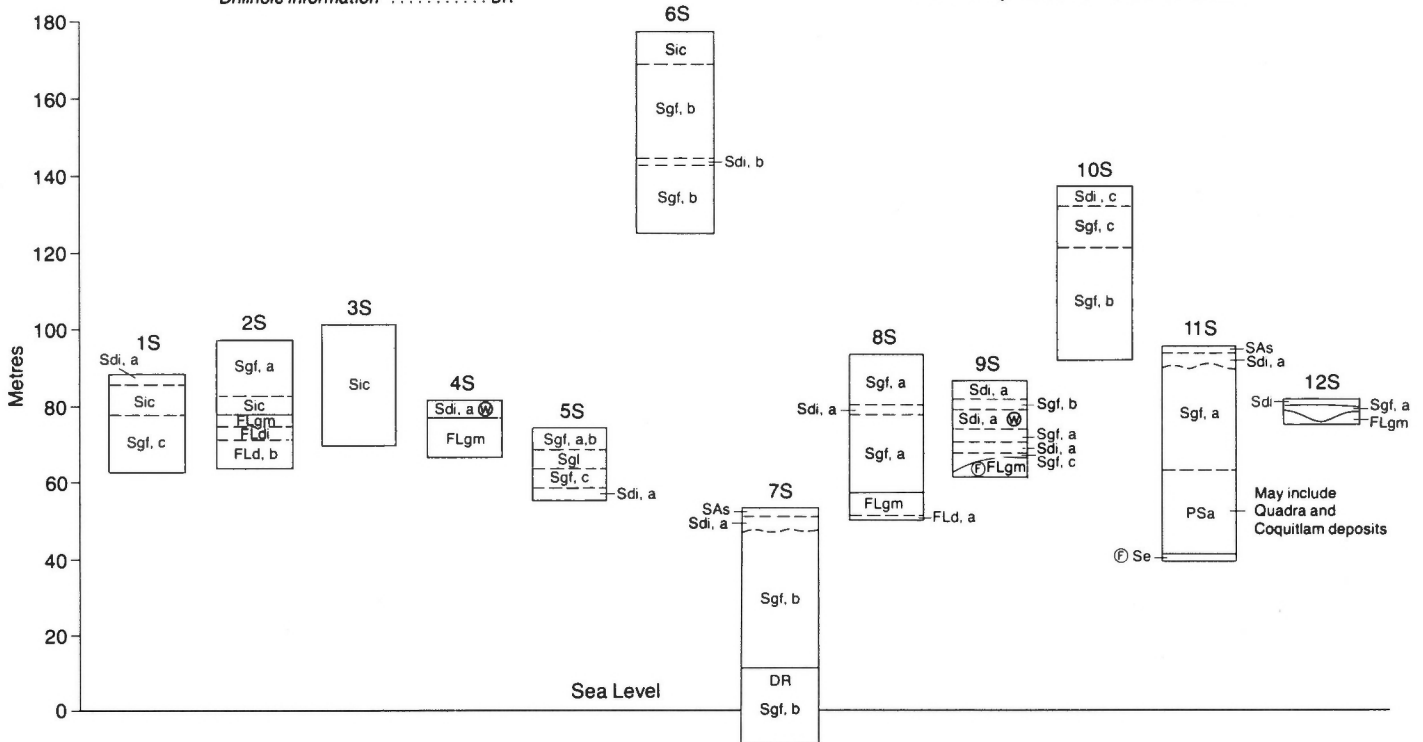 Drillhole information . . . . . . . . . . . DR
Metres
180
160
140
120
100
80
60
40
20
0
Sea Level
1S
Sdi, a
Sic
Sgf, c
2S
Sgf, a
Sic
FLgm
FLdi
FLd, b
3S
Sic
4S
Sdi, a W
FLgm
5S
Sgf, a,b
Sgl
Sgf, c
Sdi, a
6S
Sic
Sgf, b
Sdi, b
Sgf, b
7S
SAs
Sdi, a
Sgf, b
DR
Sgf, b
8S
Sgf, a
Sdi, a
Sgf, a
FLgm
FLd, a
9S
Sdi, a
Sgf, b
Sdi, a W
Sgf, a
Sdi, a
Sgf, c
F FLgm
10S
Sdi, c
Sgf, c
Sgf, b
11S
SAs
Sdi, a
Sgf, a
PSa
May include
Quadra and
Coquitlam deposits
F Se
12S
Sdi
Sgf, a
FLgm